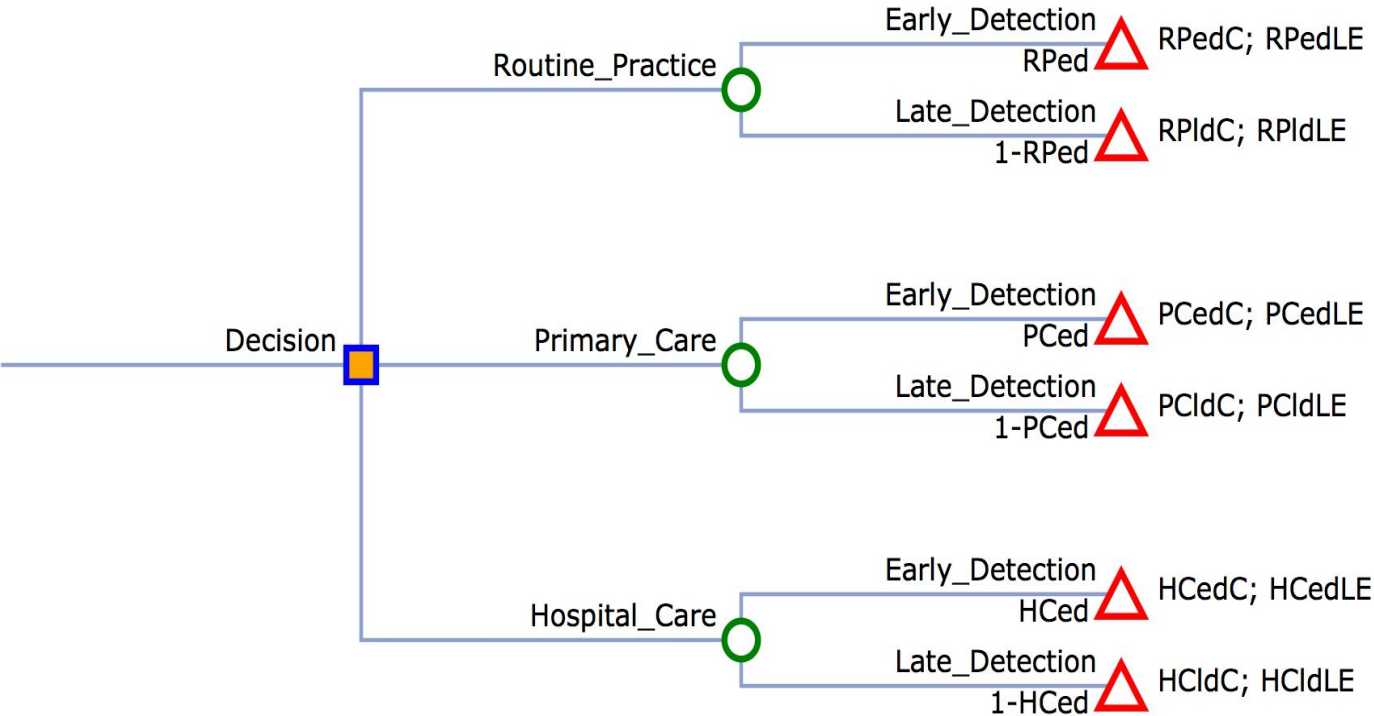 Early_Detection
RPed
RPedC; RPedLE
Routine_Practice
Late_Detection
1-RPed
RPldC; RPldLE
Early_Detection
PCed
PCedC; PCedLE
Decision
Primary_Care
Late_Detection
1-PCed
PCldC; PCldLE
Early_Detection
HCed
HCedC; HCedLE
Hospital_Care
Late_Detection
1-HCed
HCldC; HCldLE